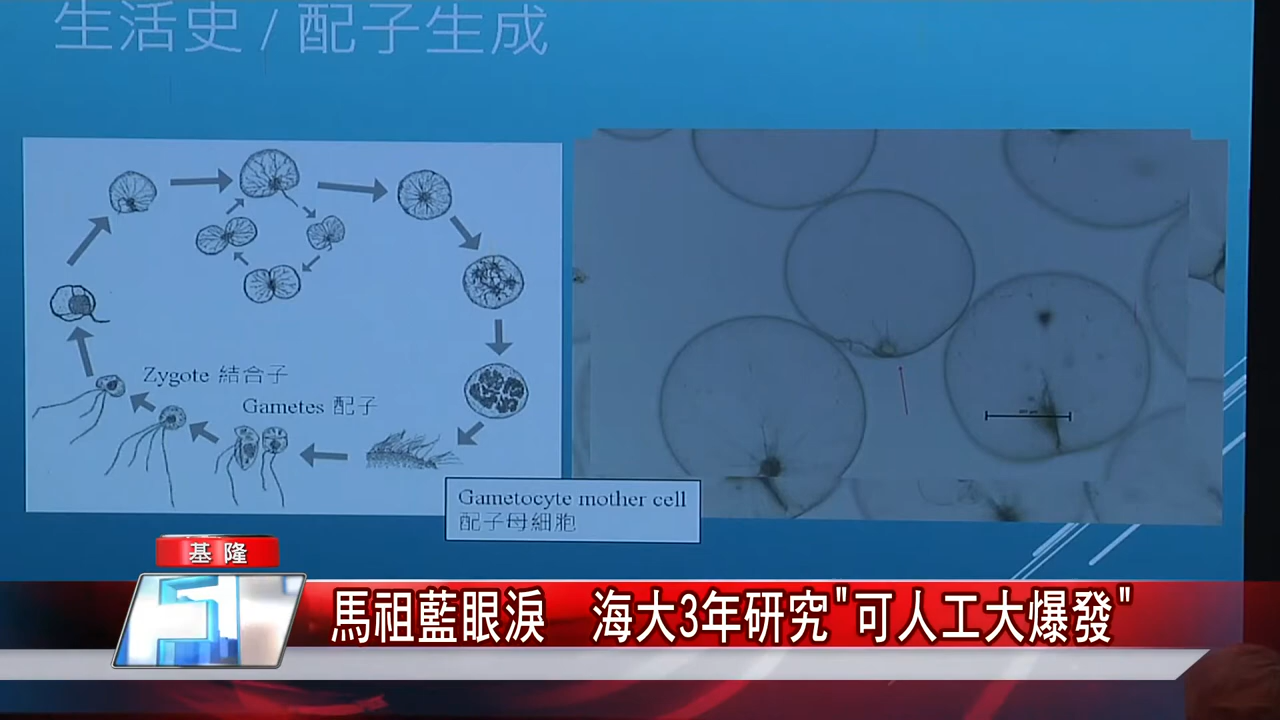 生活史 / 配子生成
Zygote 結合子
Gametes 配子
Gametocyte mother cell
配子母細胞
基隆
馬祖藍眼淚 海大3年研究"可人工大爆發"